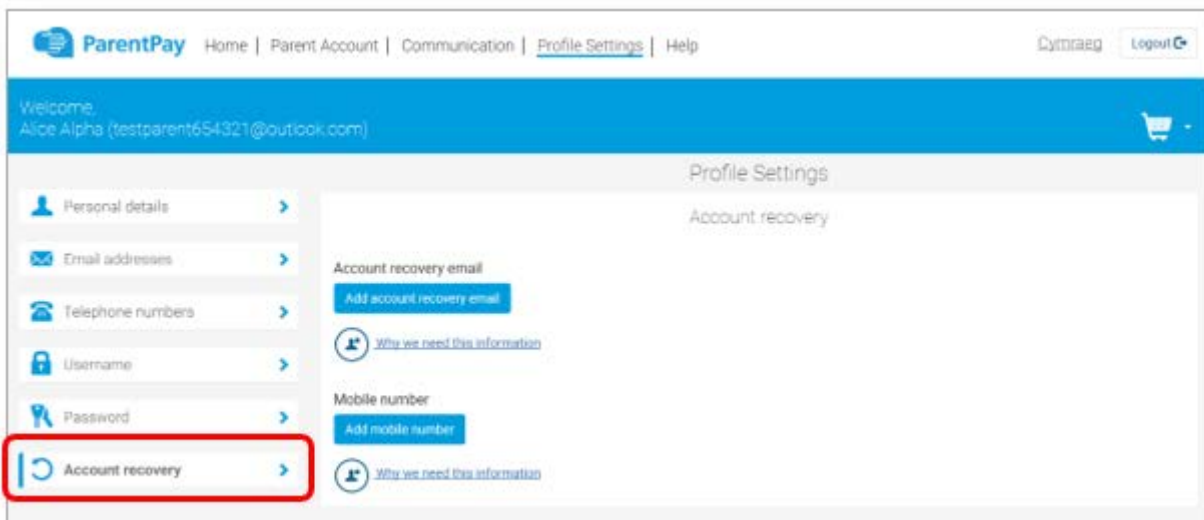 ParentPay Home | Parent Account | Communication | Profile Settings | Help Cymraeg Logout
Welcome,
Alice Alpha (testparent654321@outlook.com)
Profile Settings
Personal details
Email addresses
Telephone numbers
Username
Password
Account recovery
Account recovery
Account recovery email
Add account recovery email
Why we need this information
Mobile number
Add mobile number
Why we need this information